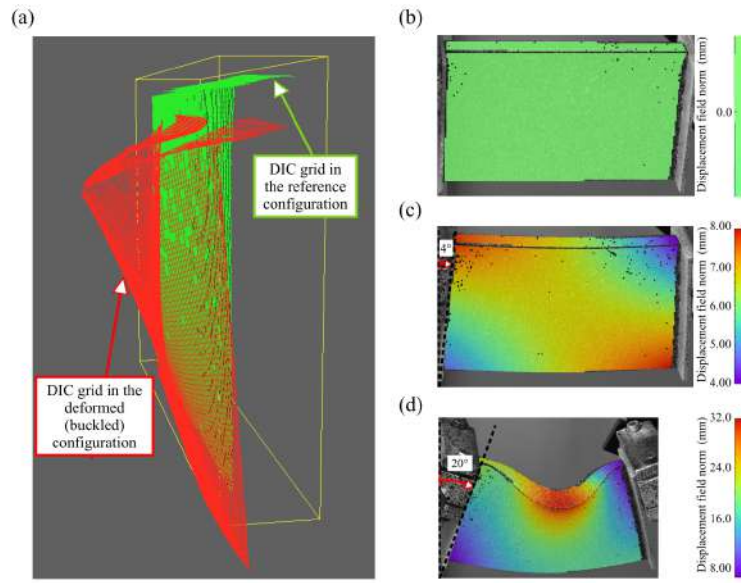 (a)
DIC grid in
the reference
configuration
DIC grid in the
deformed
(buckled)
configuration
(b)
Displacement field norm (mm)
0.0
(c)
4°
Displacement field norm (mm)
8.00
7.00
6.00
5.00
4.00
(d)
20°
Displacement field norm (mm)
32.0
24.0
16.0
8.00